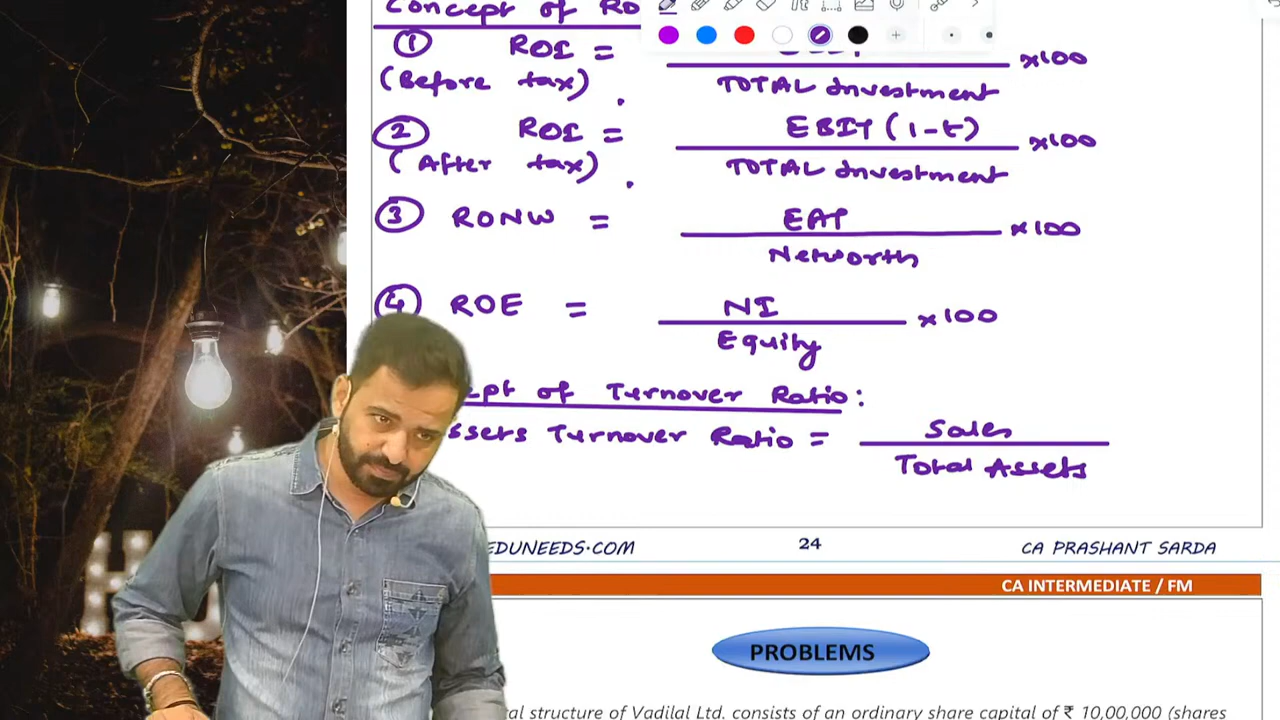 Concept of Ro
① ROI = × 100
(Before tax). TOTAL Investment
② ROI = EBIT (1-t) × 100
(After tax). TOTAL Investment
③ RONW = EAT × 100
Networth
④ ROE = NI × 100
Equity
ept of Turnover Ratio:
ssets Turnover Ratio = Sales
Total Assets
EDUNEEDS.COM 24 CA PRASHANT SARDA
CA INTERMEDIATE / FM
PROBLEMS
al structure of Vadilal Ltd. consists of an ordinary share capital of ₹ 10,00,000 (shares